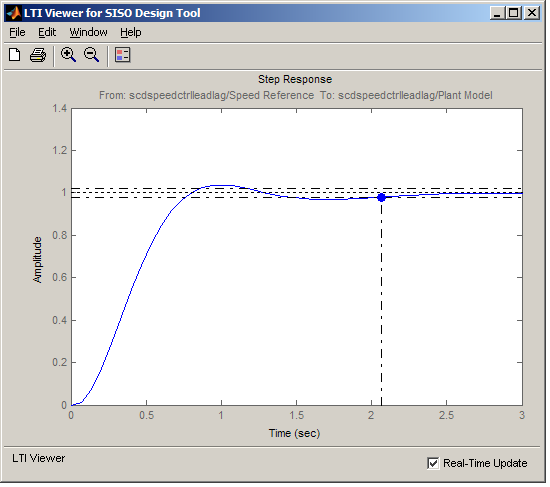 LTI Viewer for SISO Design Tool
File Edit Window Help
Step Response
From: scdspeedctrlleadlag/Speed Reference To: scdspeedctrlleadlag/Plant Model
1.4
1.2
1
0.8
0.6
0.4
0.2
0
Amplitude
0 0.5 1 1.5 2 2.5 3
Time (sec)
LTI Viewer
Real-Time Update